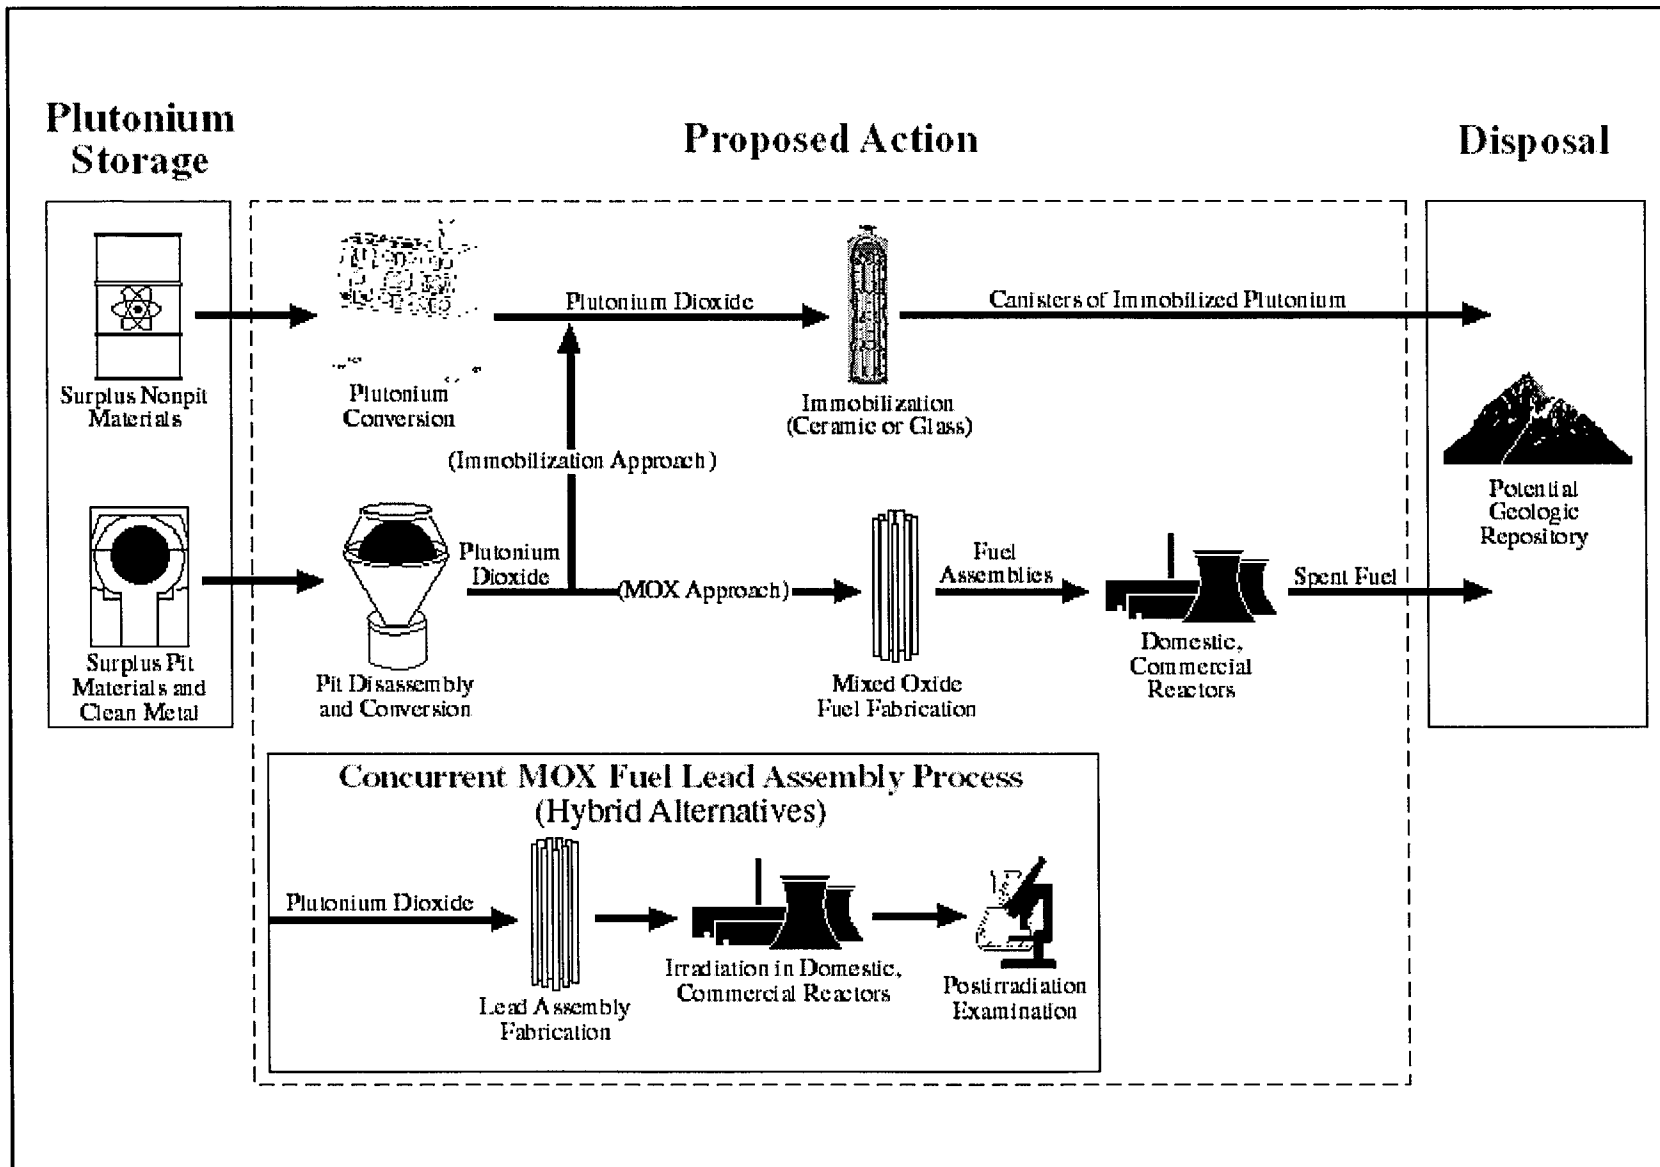 Plutonium
Storage
Proposed Action
Disposal
Surplus Nonpit
Materials
Plutonium
Conversion
Plutonium Dioxide
Immobilization
(Ceramic or Glass)
Canisters of Immobilized Plutonium
(Immobilization Approach)
Potential
Geologic
Repository
Surplus Pit
Materials and
Clean Metal
Pit Disassembly
and Conversion
Plutonium
Dioxide
(MOX Approach)
Mixed Oxide
Fuel Fabrication
Fuel
Assemblies
Domestic,
Commercial
Reactors
Spent Fuel
Concurrent MOX Fuel Lead Assembly Process
(Hybrid Alternatives)
Plutonium Dioxide
Lead Assembly
Fabrication
Irradiation in Domestic,
Commercial Reactors
Postirradiation
Examination